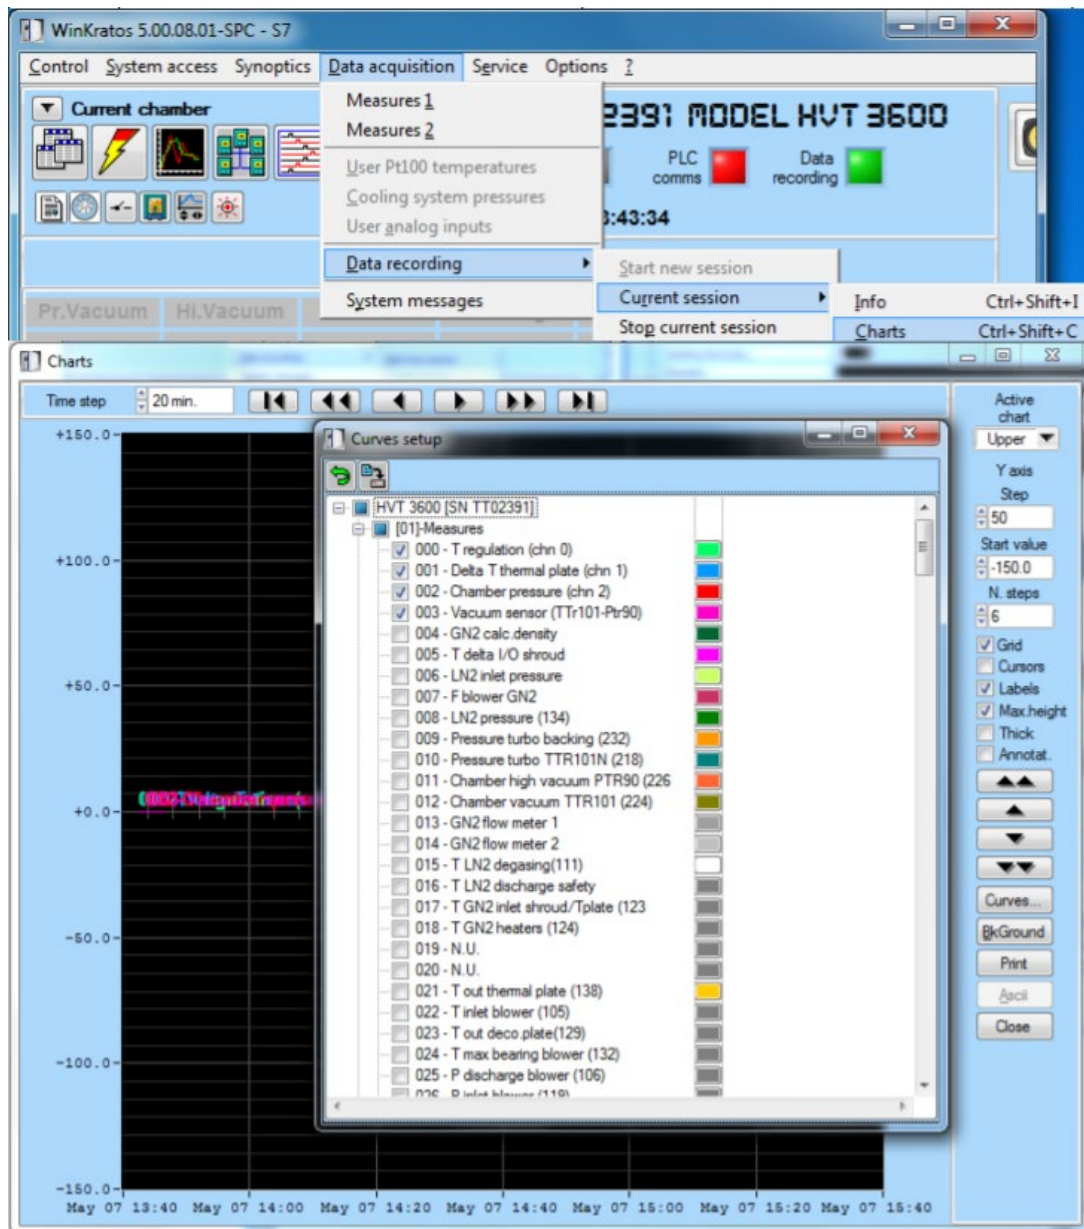 WinKratos 5.00.08.01-SPC - S7
Control System access Synoptics Data acquisition Service Options ?
Current chamber
Measures 1
Measures 2
User Pt100 temperatures
Cooling system pressures
User analog inputs
Data recording
System messages
2391 MODEL HVT 3600
PLC comms
Data recording
:43:34
Start new session
Current session
Stop current session
Info Ctrl+Shift+I
Charts Ctrl+Shift+C
Pr.Vacuum Hi.Vacuum
Charts
Time step 20 min.
Curves setup
HVT 3600 [SN TT02391]
[01]-Measures
000 - T regulation (chn 0)
001 - Delta T thermal plate (chn 1)
002 - Chamber pressure (chn 2)
003 - Vacuum sensor (TTr101-Ptr90)
004 - GN2 calc.density
005 - T delta I/O shroud
006 - LN2 inlet pressure
007 - F blower GN2
008 - LN2 pressure (134)
009 - Pressure turbo backing (232)
010 - Pressure turbo TTR101N (218)
011 - Chamber high vacuum PTR90 (226
012 - Chamber vacuum TTR101 (224)
013 - GN2 flow meter 1
014 - GN2 flow meter 2
015 - T LN2 degasing(111)
016 - T LN2 discharge safety
017 - T GN2 inlet shroud/Tplate (123
018 - T GN2 heaters (124)
019 - N.U.
020 - N.U.
021 - T out thermal plate (138)
022 - T inlet blower (105)
023 - T out deco.plate(129)
024 - T max bearing blower (132)
025 - P discharge blower (106)
026 - P inlet blower (119)
+150.0
+100.0
+50.0
+0.0
-50.0
-100.0
-150.0
May 07 13:40 May 07 14:00 May 07 14:20 May 07 14:40 May 07 15:00 May 07 15:20 May 07 15:40
Active chart
Upper
Y axis
Step
50
Start value
-150.0
N. steps
6
Grid
Cursors
Labels
Max.height
Thick
Annotat.
Curves...
BkGround
Print
Ascii
Close